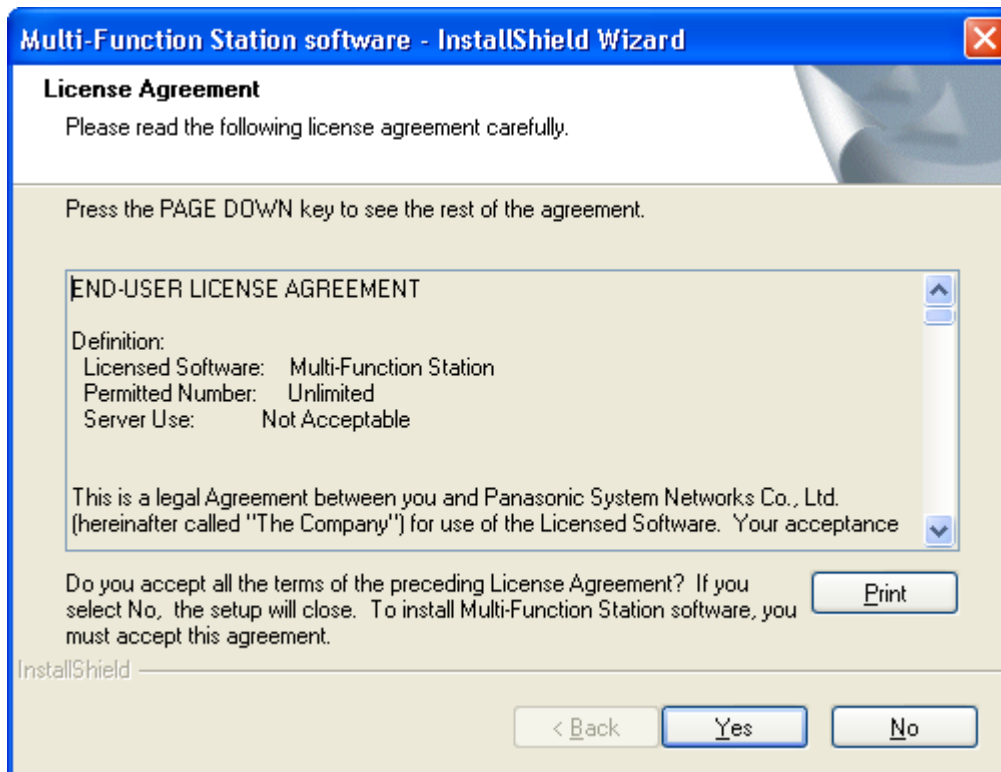 Multi-Function Station software - InstallShield Wizard
License Agreement
Please read the following license agreement carefully.
Press the PAGE DOWN key to see the rest of the agreement.
END-USER LICENSE AGREEMENT
Definition:
Licensed Software: Multi-Function Station
Permitted Number: Unlimited
Server Use: Not Acceptable
This is a legal Agreement between you and Panasonic System Networks Co., Ltd.
(hereinafter called "The Company") for use of the Licensed Software. Your acceptance
Do you accept all the terms of the preceding License Agreement? If you
select No, the setup will close. To install Multi-Function Station software, you
must accept this agreement.
Print
InstallShield
< Back
Yes
No